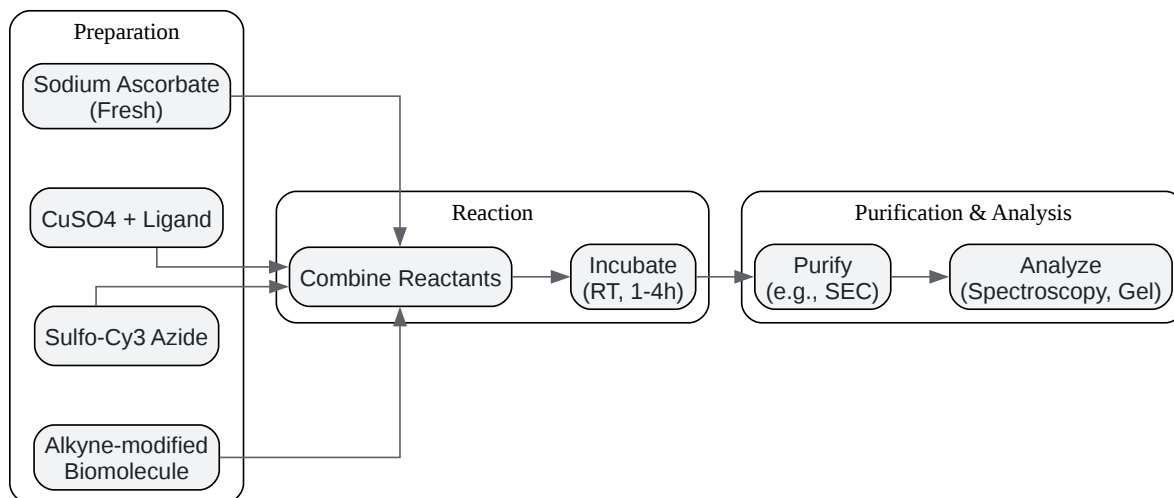 Preparation
Sodium Ascorbate
(Fresh)
CuSO4 + Ligand
Sulfo-Cy3 Azide
Alkyne-modified
Biomolecule
Reaction
Combine Reactants
Incubate
(RT, 1-4h)
Purification & Analysis
Purify
(e.g., SEC)
Analyze
(Spectroscopy, Gel)